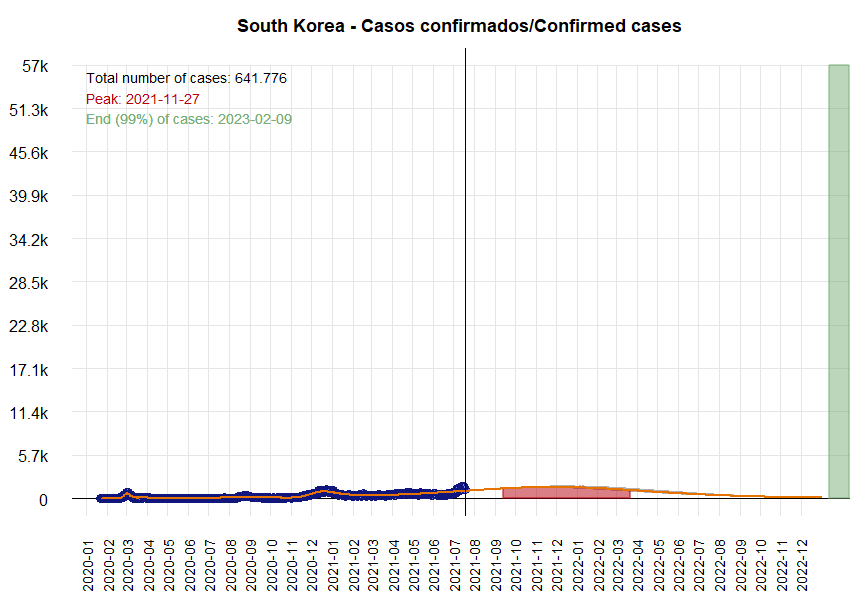 South Korea - Casos confirmados/Confirmed cases
57k
Total number of cases: 641.776
Peak: 2021-11-27
End (99%) of cases: 2023-02-09
51.3k
45.6k
39.9k
34.2k
28.5k
22.8k
17.1k
11.4k
5.7k
0
2020-01
2020-02
2020-03
2020-04
2020-05
2020-06
2020-07
2020-08
2020-09
2020-10
2020-11
2020-12
2021-01
2021-02
2021-03
2021-04
2021-05
2021-06
2021-07
2021-08
2021-09
2021-10
2021-11
2021-12
2022-01
2022-02
2022-03
2022-04
2022-05
2022-06
2022-07
2022-08
2022-09
2022-10
2022-11
2022-12